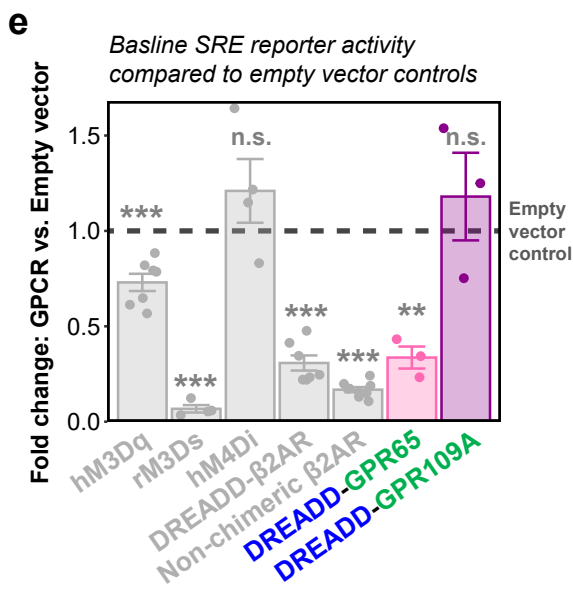 e
Basline SRE reporter activity
compared to empty vector controls
Fold change: GPCR vs. Empty vector
1.5
1.0
0.5
0.0
***
***
n.s.
***
***
**
n.s.
Empty
vector
control
hM3Dq
rM3Ds
hM4Di
DREADD-β2AR
Non-chimeric β2AR
DREADD-GPR65
DREADD-GPR109A